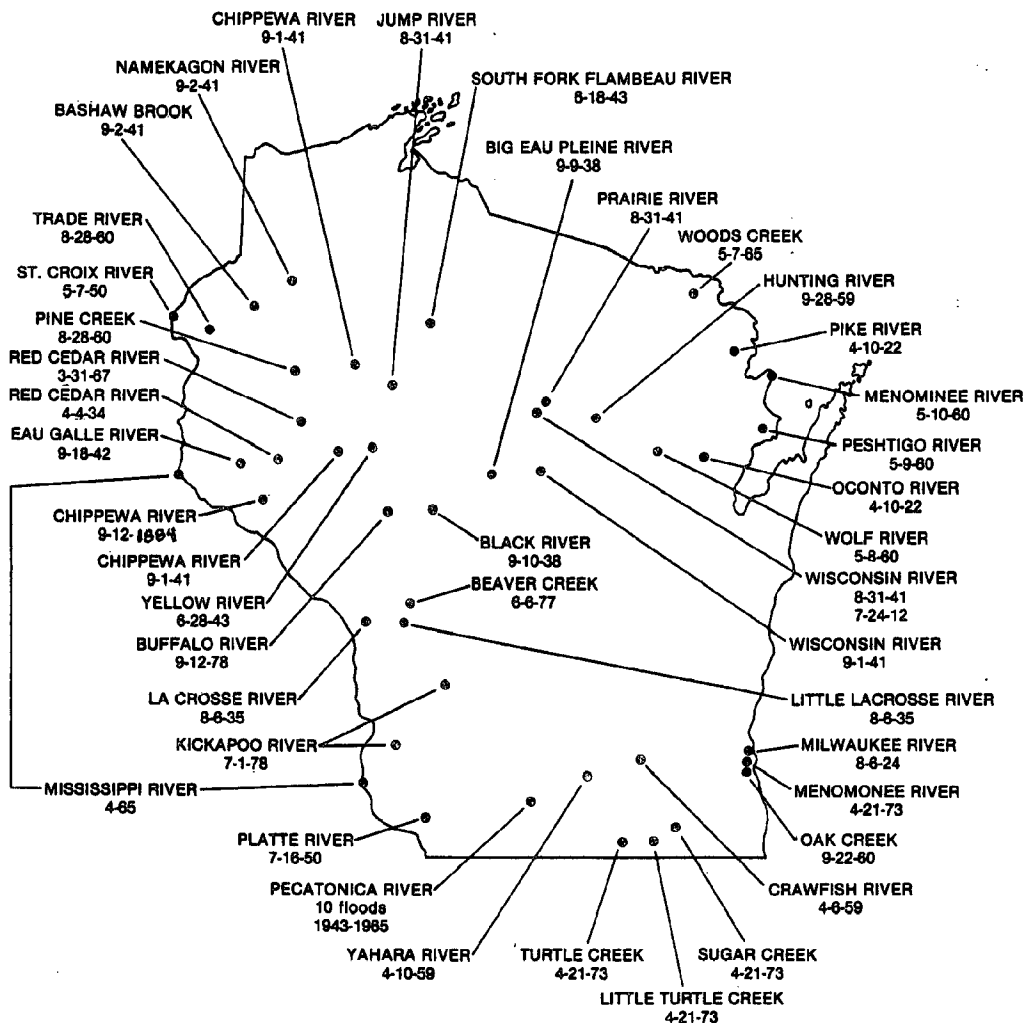 CHIPPEWA RIVER
9-1-41
JUMP RIVER
8-31-41
NAMEKAGON RIVER
9-2-41
SOUTH FORK FLAMBEAU RIVER
6-18-43
BASHAW BROOK
9-2-41
BIG EAU PLEINE RIVER
9-9-38
PRAIRIE RIVER
8-31-41
TRADE RIVER
8-28-60
WOODS CREEK
5-7-65
ST. CROIX RIVER
5-7-50
HUNTING RIVER
9-28-59
PINE CREEK
8-28-60
PIKE RIVER
4-10-22
RED CEDAR RIVER
3-31-67
RED CEDAR RIVER
4-4-34
MENOMINEE RIVER
5-10-60
EAU GALLE RIVER
9-18-42
PESHTIGO RIVER
5-9-60
OCONTO RIVER
4-10-22
CHIPPEWA RIVER
9-12-1884
WOLF RIVER
5-8-60
BLACK RIVER
9-10-38
CHIPPEWA RIVER
9-1-41
WISCONSIN RIVER
8-31-41
7-24-12
BEAVER CREEK
6-6-77
YELLOW RIVER
6-28-43
BUFFALO RIVER
9-12-78
WISCONSIN RIVER
9-1-41
LA CROSSE RIVER
8-6-35
LITTLE LACROSSE RIVER
8-6-35
KICKAPOO RIVER
7-1-78
MILWAUKEE RIVER
8-6-24
MISSISSIPPI RIVER
4-65
MENOMONEE RIVER
4-21-73
PLATTE RIVER
7-16-50
OAK CREEK
9-22-60
PECATONICA RIVER
10 floods
1943-1965
CRAWFISH RIVER
4-6-59
YAHARA RIVER
4-10-59
TURTLE CREEK
4-21-73
SUGAR CREEK
4-21-73
LITTLE TURTLE CREEK
4-21-73